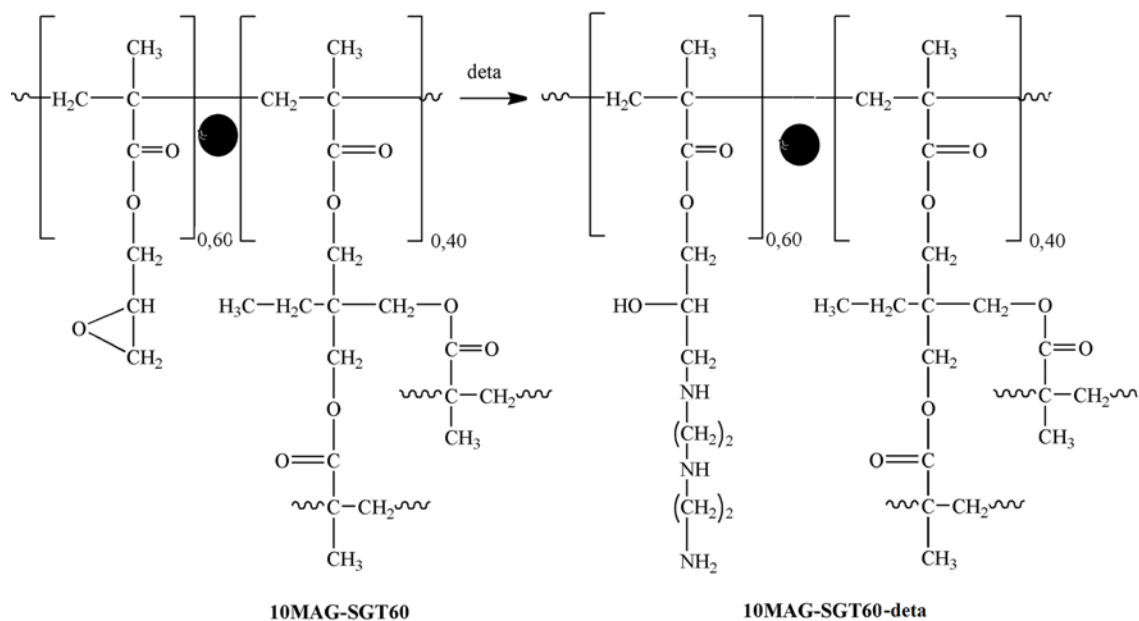 CH₃ CH₃ CH₃ CH₃
deta
H₂C C CH₂ C H₂C C CH₂ C
C=O C=O C=O C=O
O O O O
0,60 0,40 0,60 0,40
CH₂ CH₂ CH₂ CH₂
CH H₃C—H₂C—C—CH₂—O HO—CH H₃C—H₂C—C—CH₂—O
O CH₂ CH₂ C=O CH₂ CH₂ C=O
C—CH₂ NH C—CH₂
O CH₃ (CH₂)₂ O CH₃
O=C NH O=C
C—CH₂ (CH₂)₂ C—CH₂
CH₃ NH₂ CH₃
10MAG-SGT60 10MAG-SGT60-deta